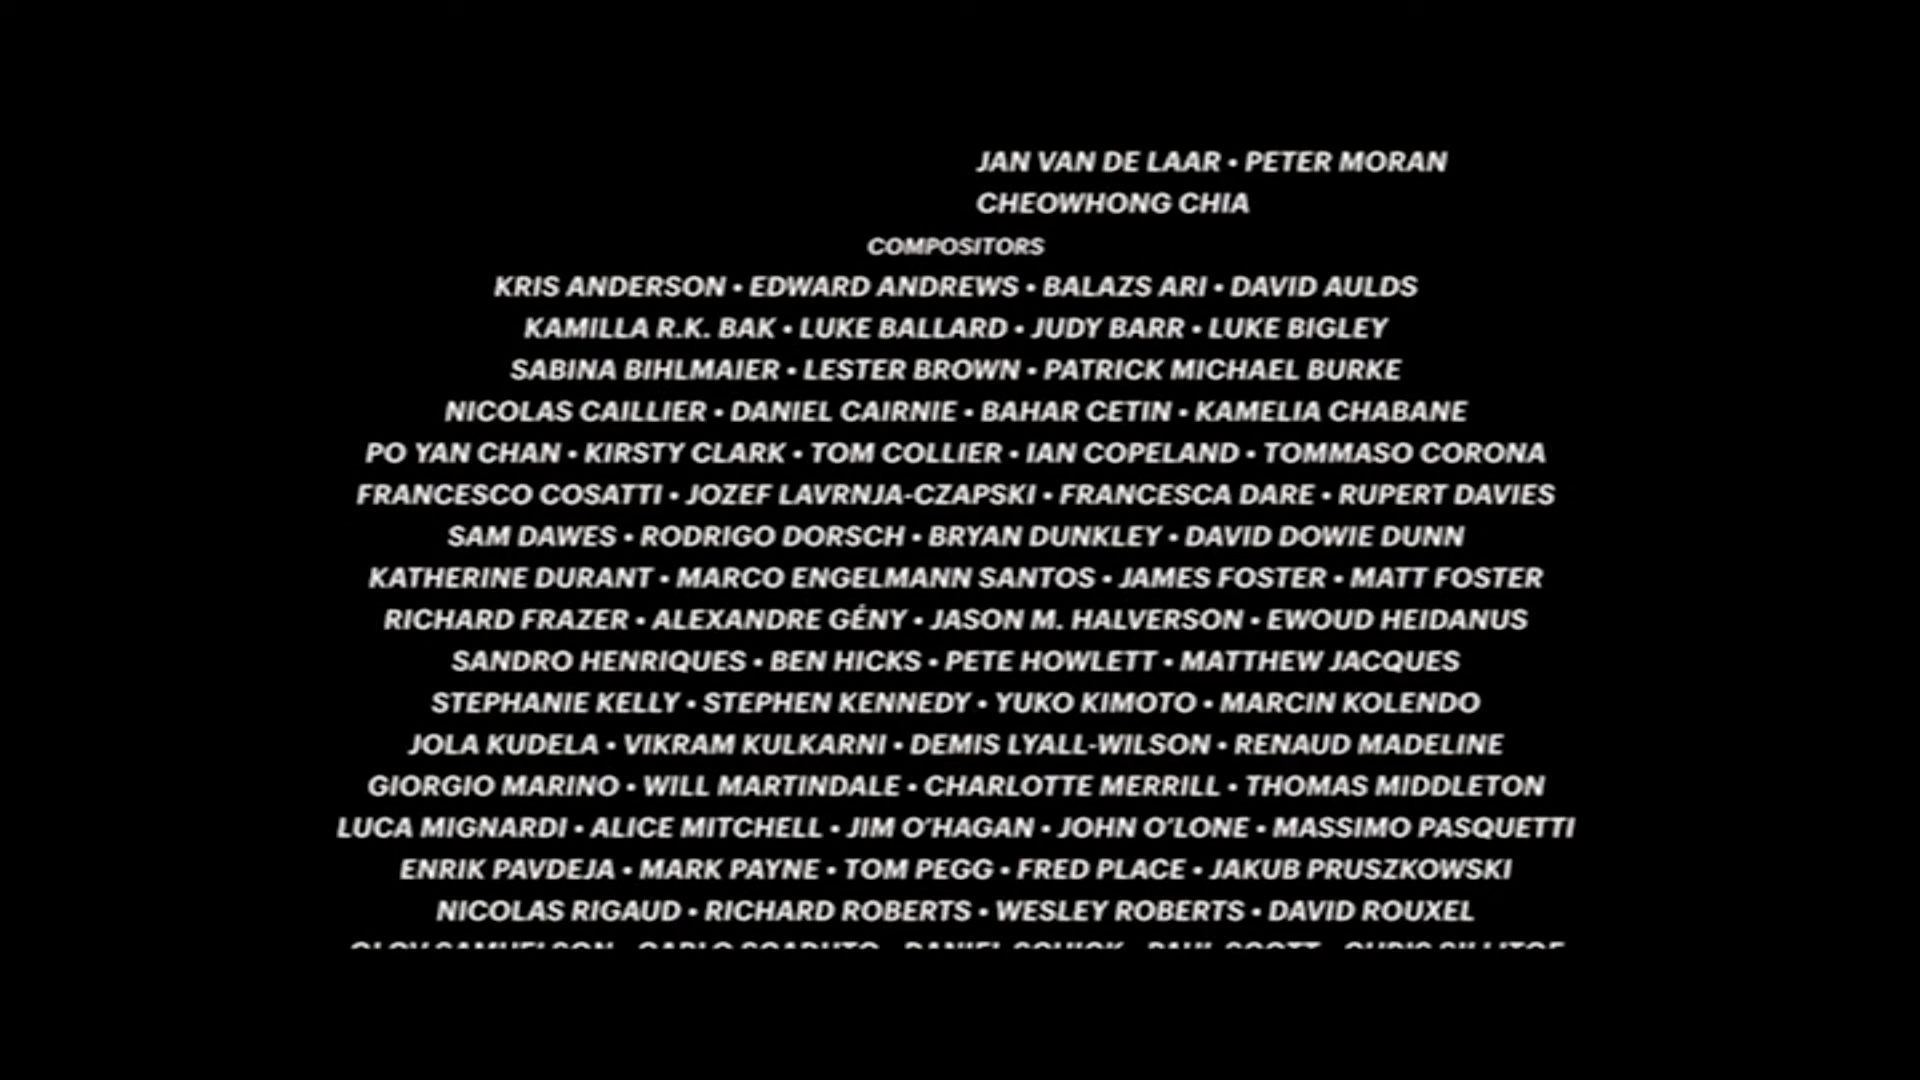 JAN VAN DE LAAR • PETER MORAN
CHEOWHONG CHIA
COMPOSITORS
KRIS ANDERSON • EDWARD ANDREWS • BALAZS ARI • DAVID AULDS
KAMILLA R.K. BAK • LUKE BALLARD • JUDY BARR • LUKE BIGLEY
SABINA BIHLMAIER • LESTER BROWN • PATRICK MICHAEL BURKE
NICOLAS CAILLIER • DANIEL CAIRNIE • BAHAR CETIN • KAMELIA CHABANE
PO YAN CHAN • KIRSTY CLARK • TOM COLLIER • IAN COPELAND • TOMMASO CORONA
FRANCESCO COSATTI • JOZEF LAVRNJA-CZAPSKI • FRANCESCA DARE • RUPERT DAVIES
SAM DAWES • RODRIGO DORSCH • BRYAN DUNKLEY • DAVID DOWIE DUNN
KATHERINE DURANT • MARCO ENGELMANN SANTOS • JAMES FOSTER • MATT FOSTER
RICHARD FRAZER • ALEXANDRE GÉNY • JASON M. HALVERSON • EWOUD HEIDANUS
SANDRO HENRIQUES • BEN HICKS • PETE HOWLETT • MATTHEW JACQUES
STEPHANIE KELLY • STEPHEN KENNEDY • YUKO KIMOTO • MARCIN KOLENDO
JOLA KUDELA • VIKRAM KULKARNI • DEMIS LYALL-WILSON • RENAUD MADELINE
GIORGIO MARINO • WILL MARTINDALE • CHARLOTTE MERRILL • THOMAS MIDDLETON
LUCA MIGNARDI • ALICE MITCHELL • JIM O'HAGAN • JOHN O'LONE • MASSIMO PASQUETTI
ENRIK PAVDEJA • MARK PAYNE • TOM PEGG • FRED PLACE • JAKUB PRUSZKOWSKI
NICOLAS RIGAUD • RICHARD ROBERTS • WESLEY ROBERTS • DAVID ROUXEL